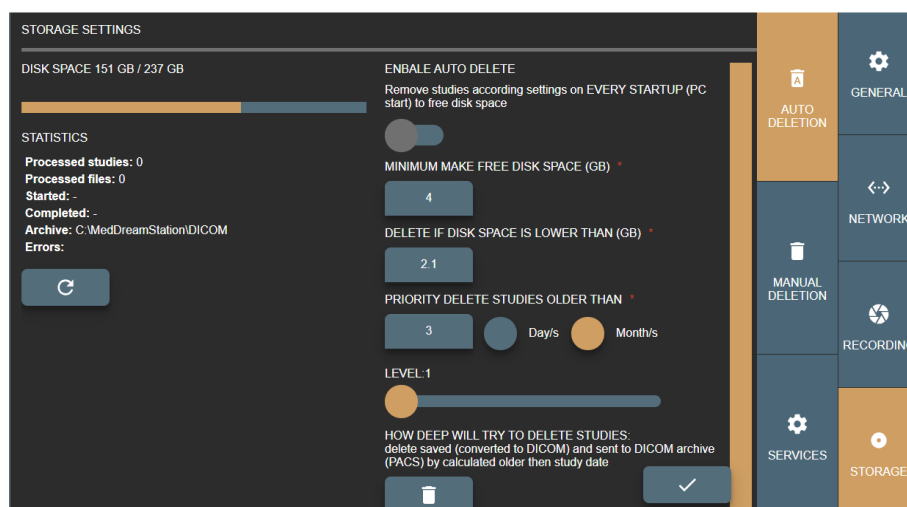 STORAGE SETTINGS
DISK SPACE 151 GB / 237 GB
STATISTICS
Processed studies: 0
Processed files: 0
Started: -
Completed: -
Archive: C:\MedDreamStation\DICOM
Errors:
ENBALE AUTO DELETE
Remove studies according settings on EVERY STARTUP (PC
start) to free disk space
MINIMUM MAKE FREE DISK SPACE (GB) *
4
DELETE IF DISK SPACE IS LOWER THAN (GB) *
2.1
PRIORITY DELETE STUDIES OLDER THAN *
3 Day/s Month/s
LEVEL:1
HOW DEEP WILL TRY TO DELETE STUDIES:
delete saved (converted to DICOM) and sent to DICOM archive
(PACS) by calculated older then study date
A
AUTO
DELETION
MANUAL
DELETION
SERVICES
GENERAL
NETWORK
RECORDING
STORAGE